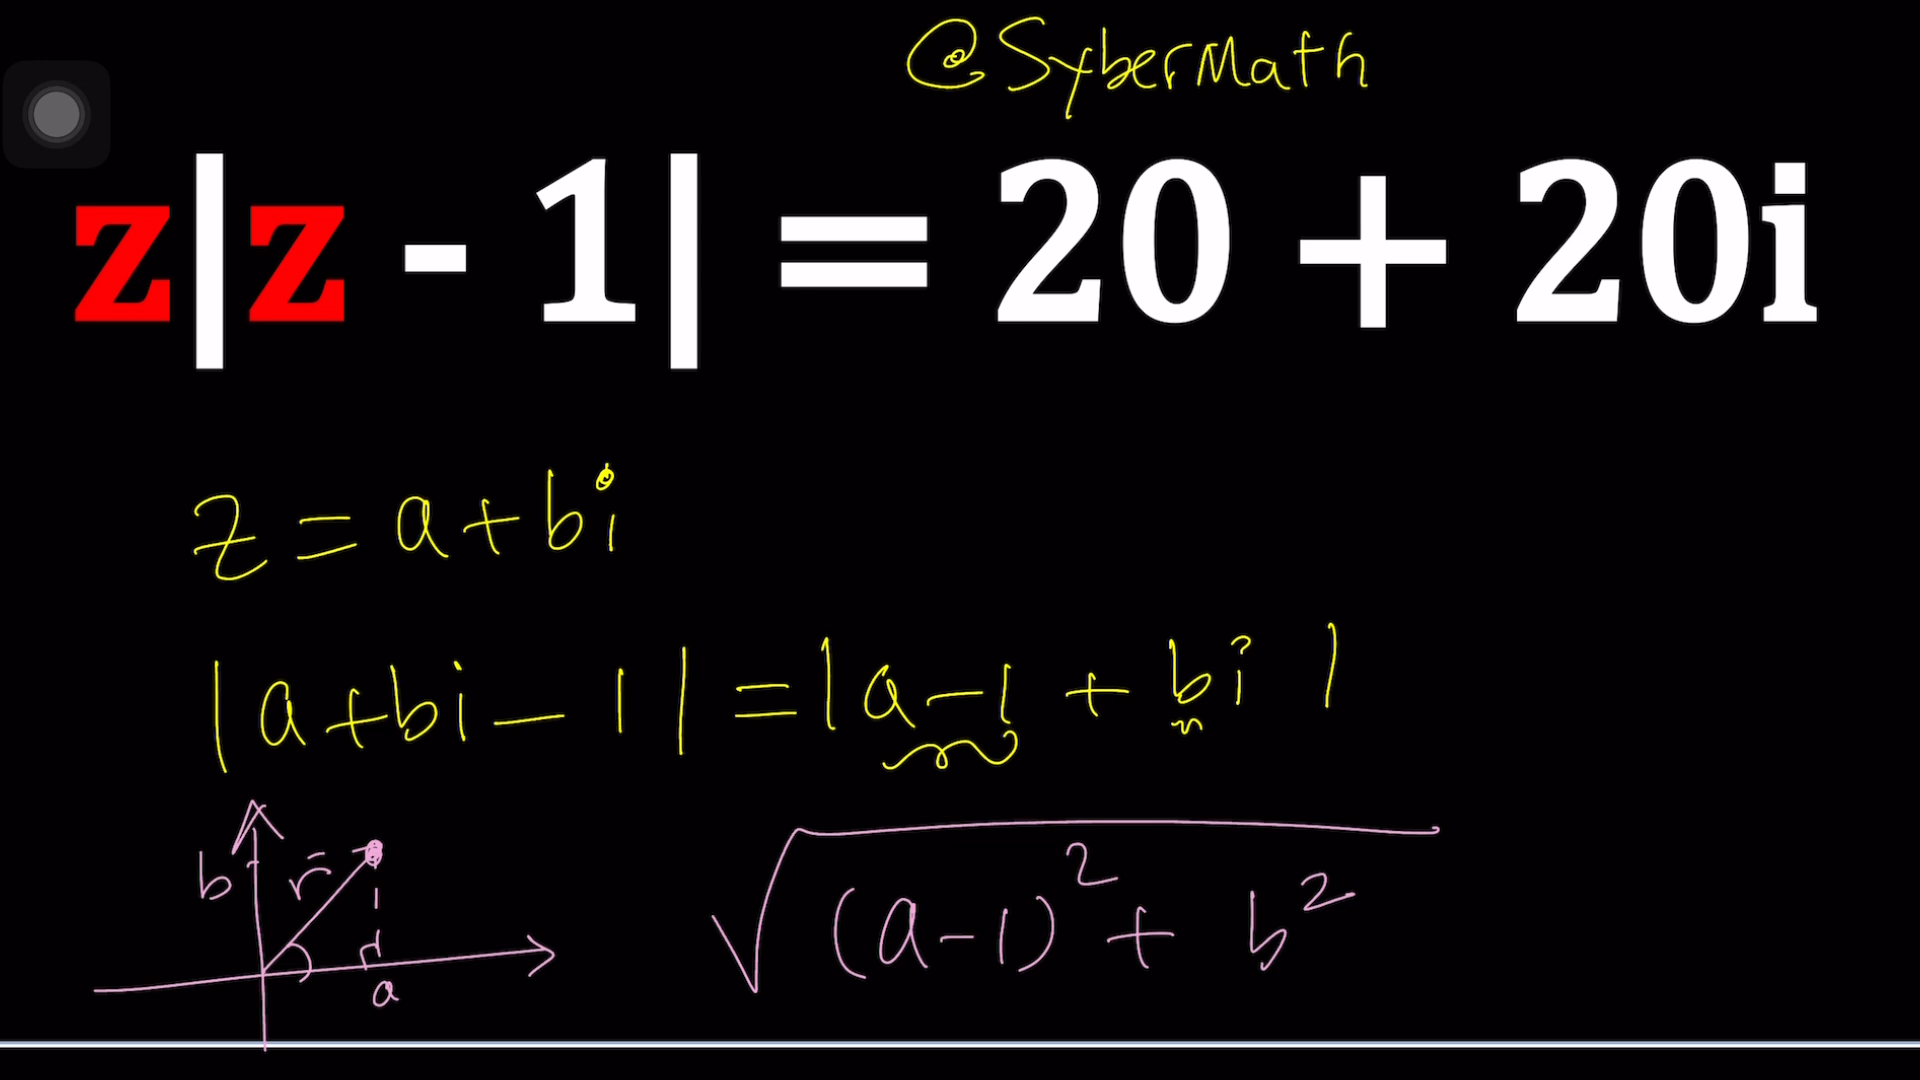 @SyberMath
z|z - 1| = 20 + 20i
z = a + bi
|a + bi - 1| = |a - 1 + bi|
b r a
√(a-1)² + b²